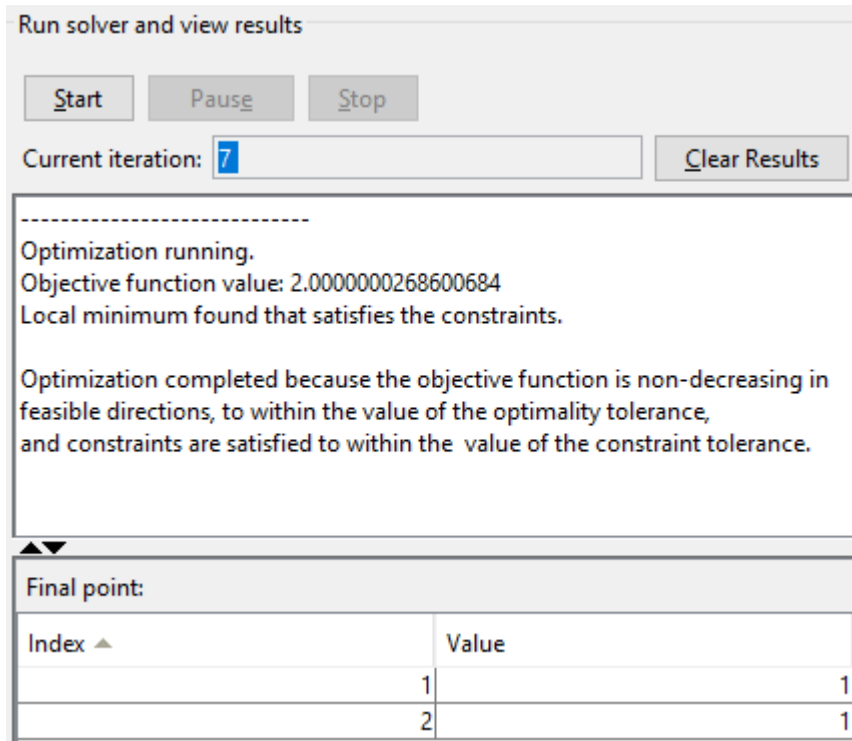 Run solver and view results
Start Pause Stop
Current iteration: 7 Clear Results
------------------------------
Optimization running.
Objective function value: 2.0000000268600684
Local minimum found that satisfies the constraints.
Optimization completed because the objective function is non-decreasing in
feasible directions, to within the value of the optimality tolerance,
and constraints are satisfied to within the  value of the constraint tolerance.
Final point:
Index Value
1 1
2 1